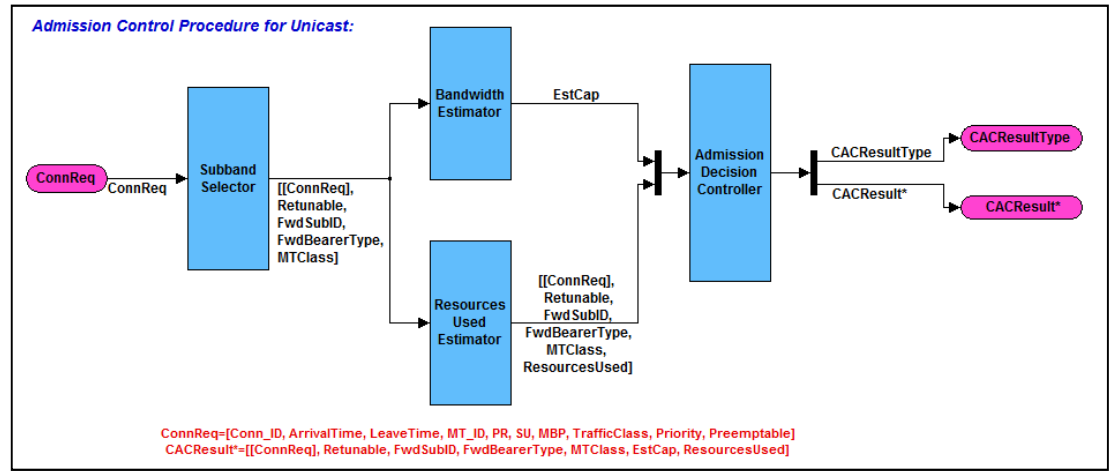 Admission Control Procedure for Unicast:
ConnReq
ConnReq
Subband
Selector
[[ConnReq],
Retunable,
FwdSubID,
FwdBearerType,
MTClass]
Bandwidth
Estimator
EstCap
Resources
Used
Estimator
[[ConnReq],
Retunable,
FwdSubID,
FwdBearerType,
MTClass,
ResourcesUsed]
Admission
Decision
Controller
CACResultType
CACResult*
CACResultType
CACResult*
ConnReq=[Conn_ID, ArrivalTime, LeaveTime, MT_ID, PR, SU, MBP, TrafficClass, Priority, Preemptable]
CACResult*=[[ConnReq], Retunable, FwdSubID, FwdBearerType, MTClass, EstCap, ResourcesUsed]